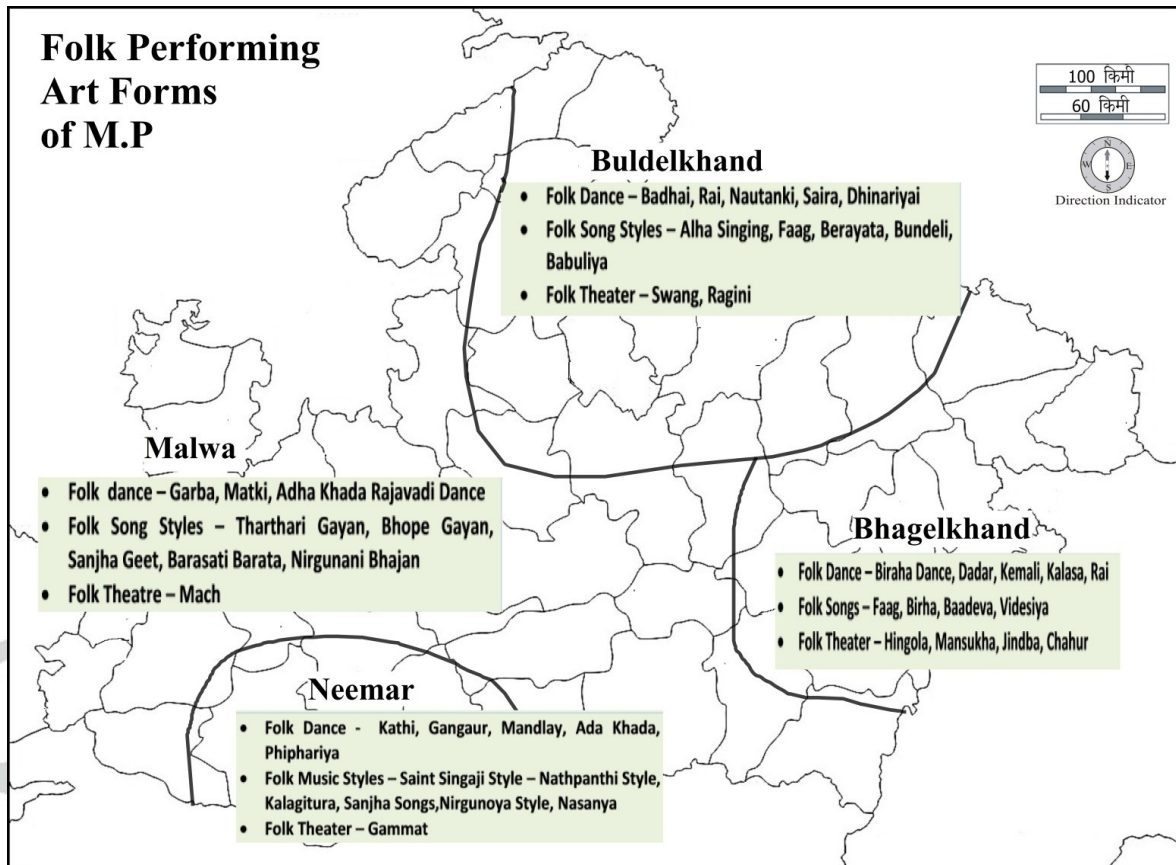 Folk Performing
Art Forms
of M.P
100 किमी
60 किमी
N
W
E
S
Direction Indicator
Buldelkhand
• Folk Dance – Badhai, Rai, Nautanki, Saira, Dhinariyai
• Folk Song Styles – Alha Singing, Faag, Berayata, Bundeli,
Babuliya
• Folk Theater – Swang, Ragini
Malwa
• Folk dance – Garba, Matki, Adha Khada Rajavadi Dance
• Folk Song Styles – Tharthari Gayan, Bhope Gayan,
Sanjha Geet, Barasati Barata, Nirgunani Bhajan
• Folk Theatre – Mach
Bhagelkhand
• Folk Dance – Biraha Dance, Dadar, Kemali, Kalasa, Rai
• Folk Songs – Faag, Birha, Baadeva, Videsiya
• Folk Theater – Hingola, Mansukha, Jindba, Chahur
Neemar
• Folk Dance - Kathi, Gangaur, Mandlay, Ada Khada,
Phiphariya
• Folk Music Styles – Saint Singaji Style – Nathpanthi Style,
Kalagitura, Sanjha Songs,Nirgunoya Style, Nasanya
• Folk Theater – Gammat